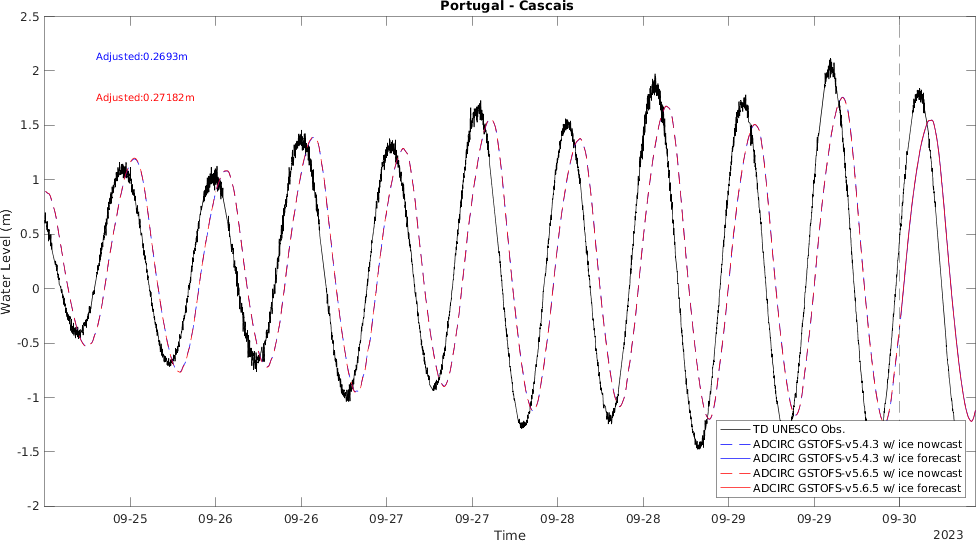 Portugal - Cascais
2.5
2
1.5
1
0.5
0
-0.5
-1
-1.5
-2
Water Level (m)
Adjusted:0.2693m
Adjusted:0.27182m
TD UNESCO Obs.
ADCIRC GSTOFS-v5.4.3 w/ ice nowcast
ADCIRC GSTOFS-v5.4.3 w/ ice forecast
ADCIRC GSTOFS-v5.6.5 w/ ice nowcast
ADCIRC GSTOFS-v5.6.5 w/ ice forecast
09-25 09-26 09-26 09-27 09-27 09-28 09-28 09-29 09-29 09-30
Time
2023